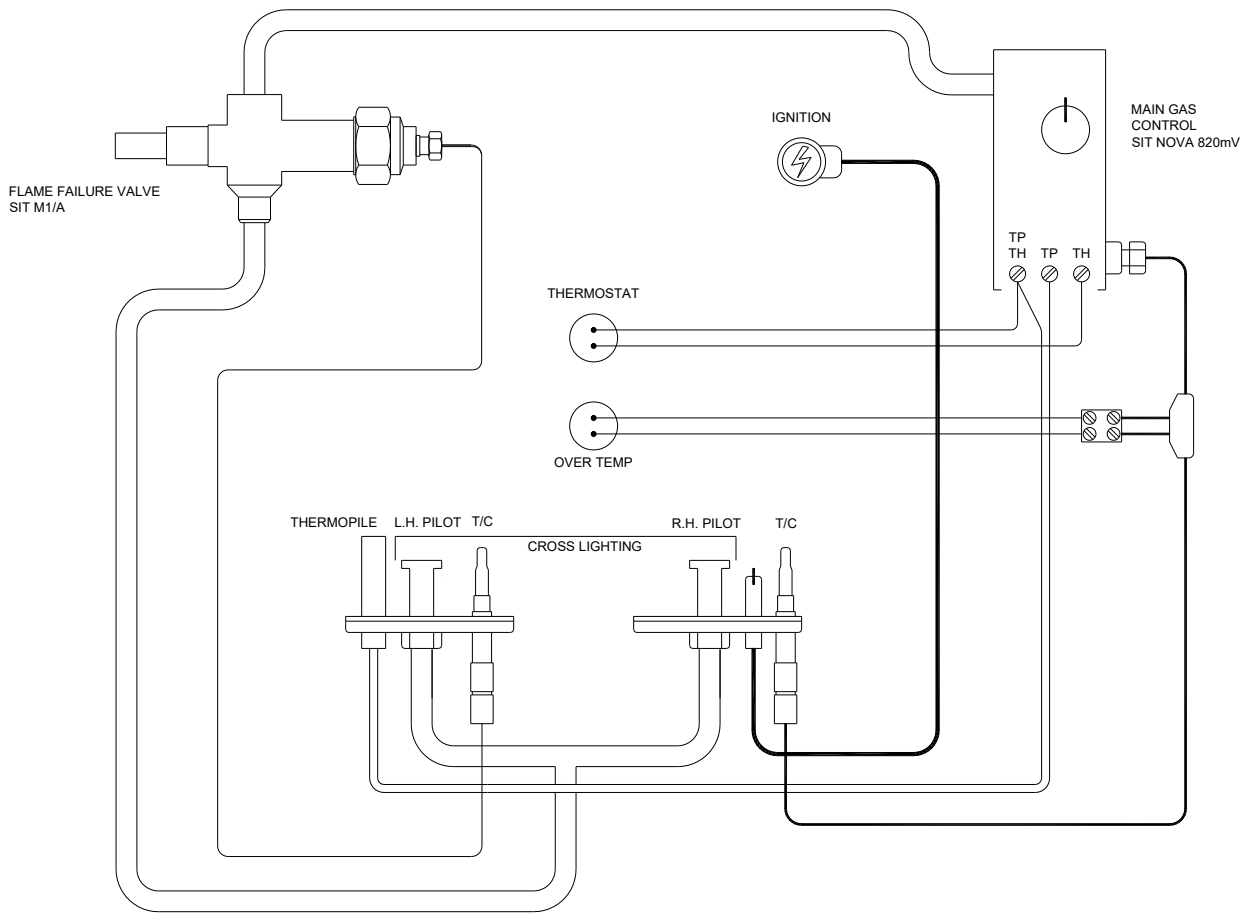 IGNITION
MAIN GAS
CONTROL
SIT NOVA 820mV
FLAME FAILURE VALVE
SIT M1/A
TP
TH TP TH
THERMOSTAT
OVER TEMP
THERMOPILE L.H. PILOT T/C R.H. PILOT T/C
CROSS LIGHTING